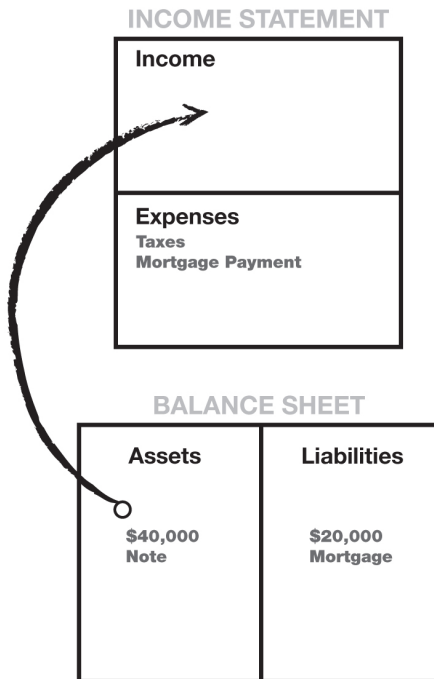 INCOME STATEMENT
Income
Expenses
Taxes
Mortgage Payment
BALANCE SHEET
Assets
$40,000
Note
Liabilities
$20,000
Mortgage